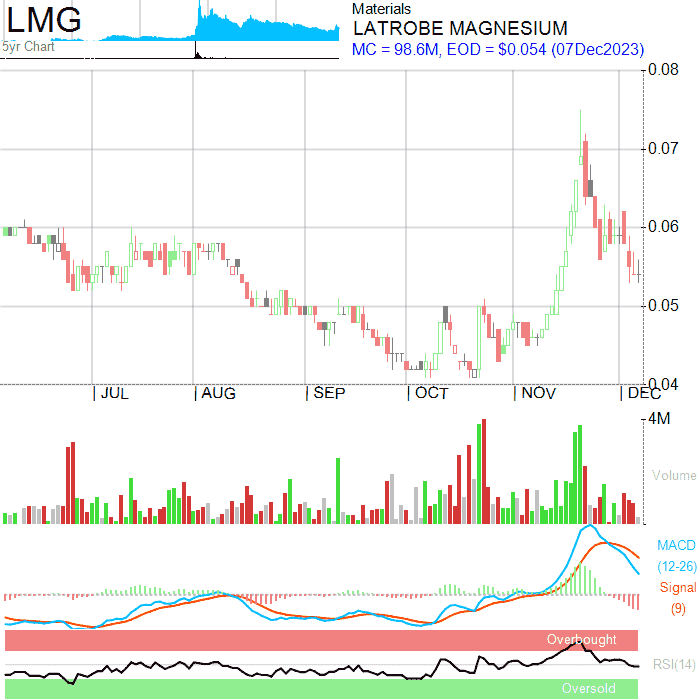 LMG
5yr Chart
Materials
LATROBE MAGNESIUM
MC = 98.6M, EOD = $0.054 (07Dec2023)
0.08
0.07
0.06
0.05
0.04
JUL AUG SEP OCT NOV DEC
4M
Volume
MACD
(12-26)
Signal
(9)
Overbought
RSI(14)
Oversold